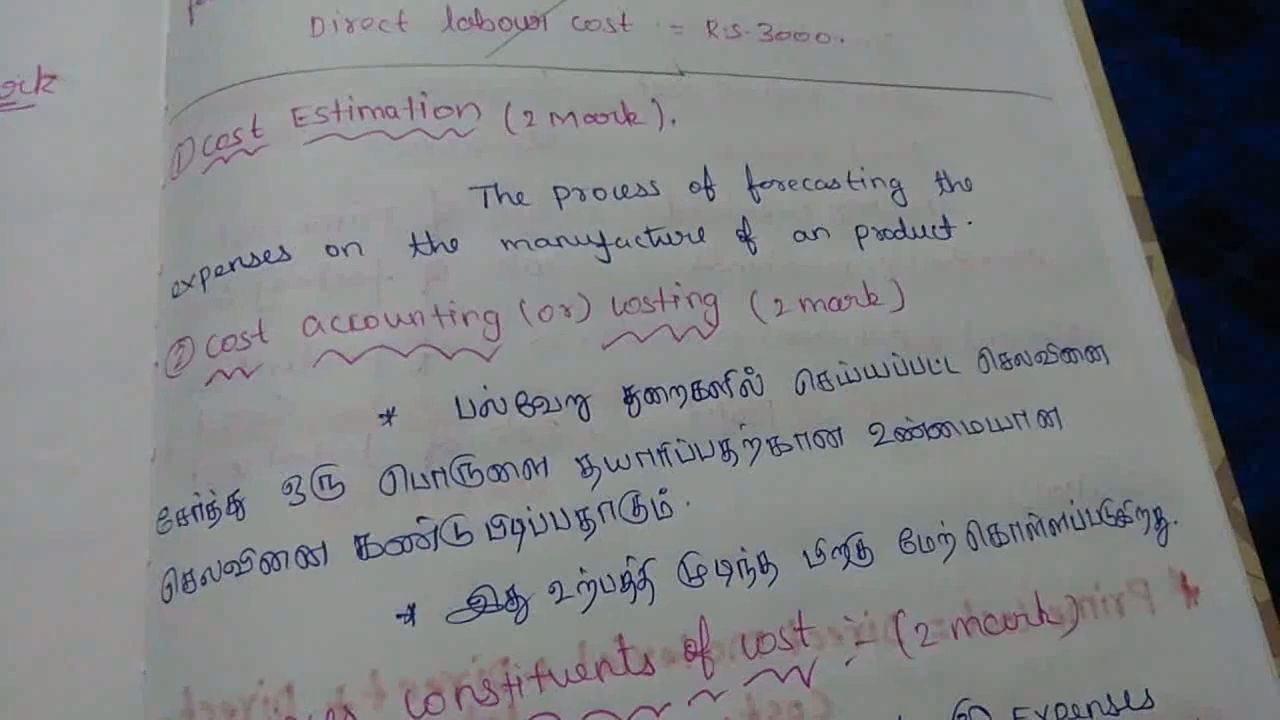 Direct labour cost = R.S. 3000.
ock
① cost Estimation (2 Mark).
The process of forecasting the
expenses on the manufacture of an product.
② cost accounting (or) costing (2 mark)
* பல்வேறு துறைகளில் செய்யப்பட்ட செலவினை
சேர்த்து ஒரு பொருளை தயாரிப்பதற்கான உண்மையான
செலவினை கண்டு பிடிப்பதாகும்.
* இது உற்பத்தி முடிந்த பிறகு மேற் கொள்ளப்படுகிறது.
constituents of cost :- (2 mark)
Expenses